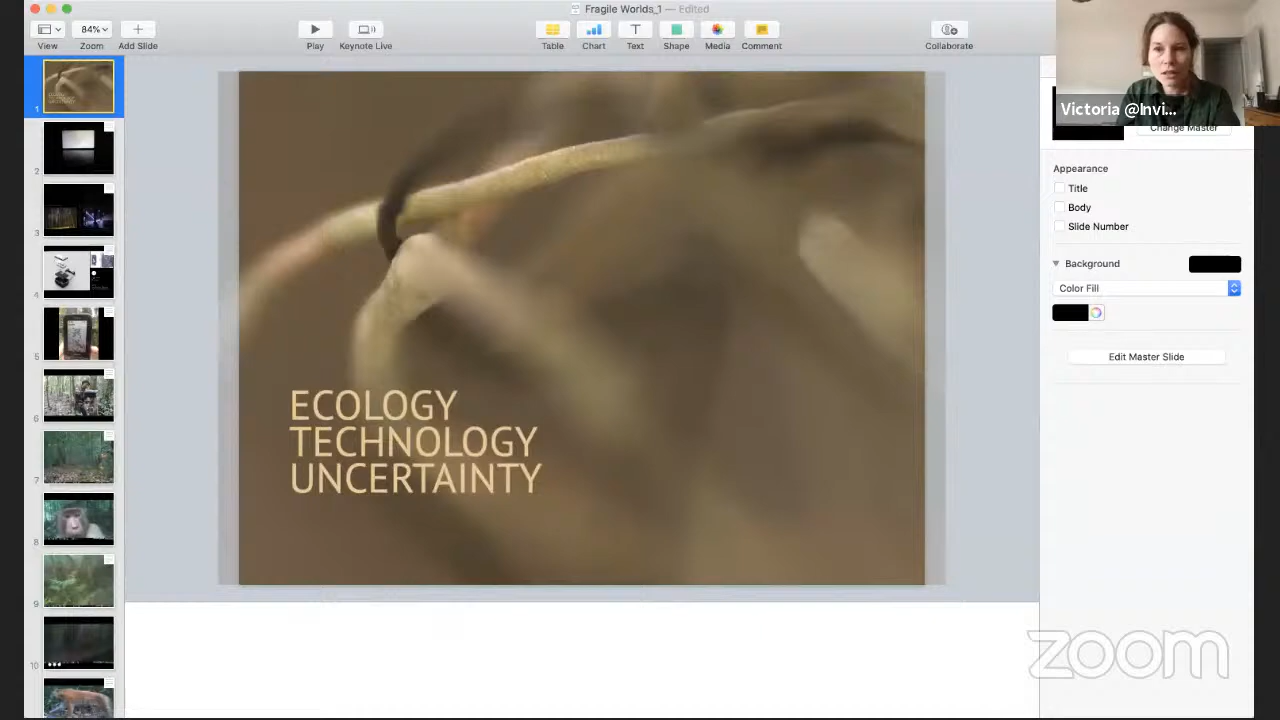 Fragile Worlds_1 — Edited
84%
View
Zoom
Add Slide
Play
Keynote Live
Table
Chart
Text
Shape
Media
Comment
Collaborate
Victoria @Invi...
Change Master
Appearance
Title
Body
Slide Number
Background
Color Fill
Edit Master Slide
1
2
3
4
5
6
7
8
9
10
ECOLOGY
TECHNOLOGY
UNCERTAINTY
zoom